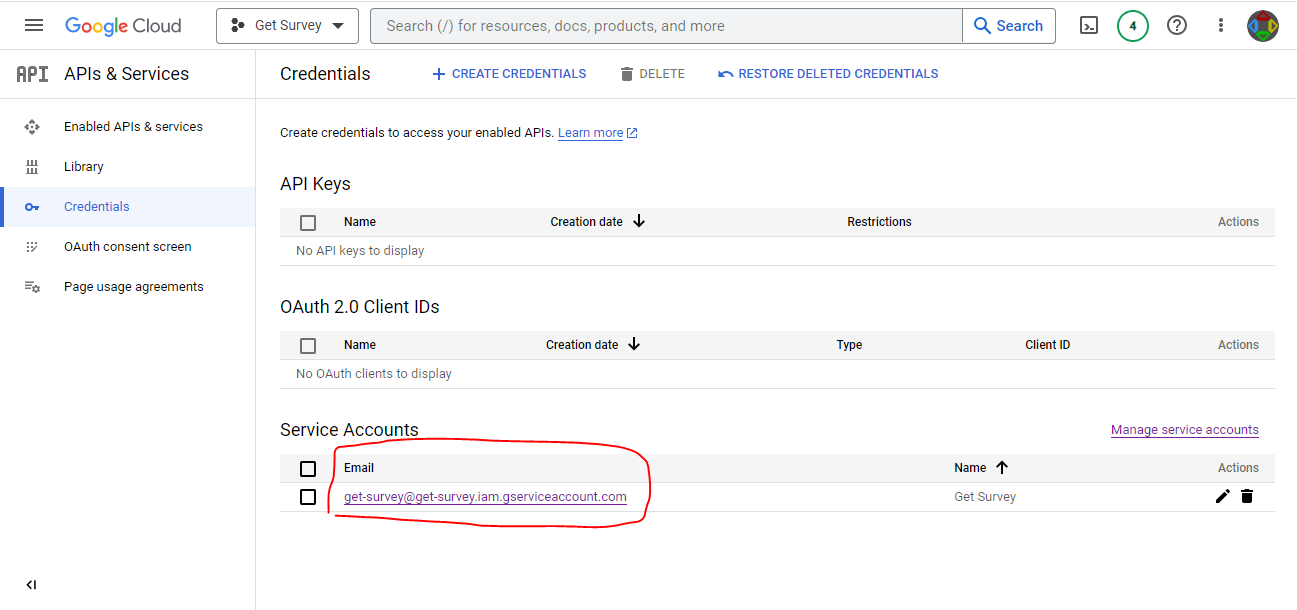 Google Cloud Get Survey Search (/) for resources, docs, products, and more Search 4
API APIs & Services Credentials CREATE CREDENTIALS DELETE RESTORE DELETED CREDENTIALS
Enabled APIs & services
Library
Credentials
OAuth consent screen
Page usage agreements
Create credentials to access your enabled APIs. Learn more
API Keys
Name Creation date Restrictions Actions
No API keys to display
OAuth 2.0 Client IDs
Name Creation date Type Client ID Actions
No OAuth clients to display
Service Accounts Manage service accounts
Email Name Actions
get-survey@get-survey.iam.gserviceaccount.com Get Survey